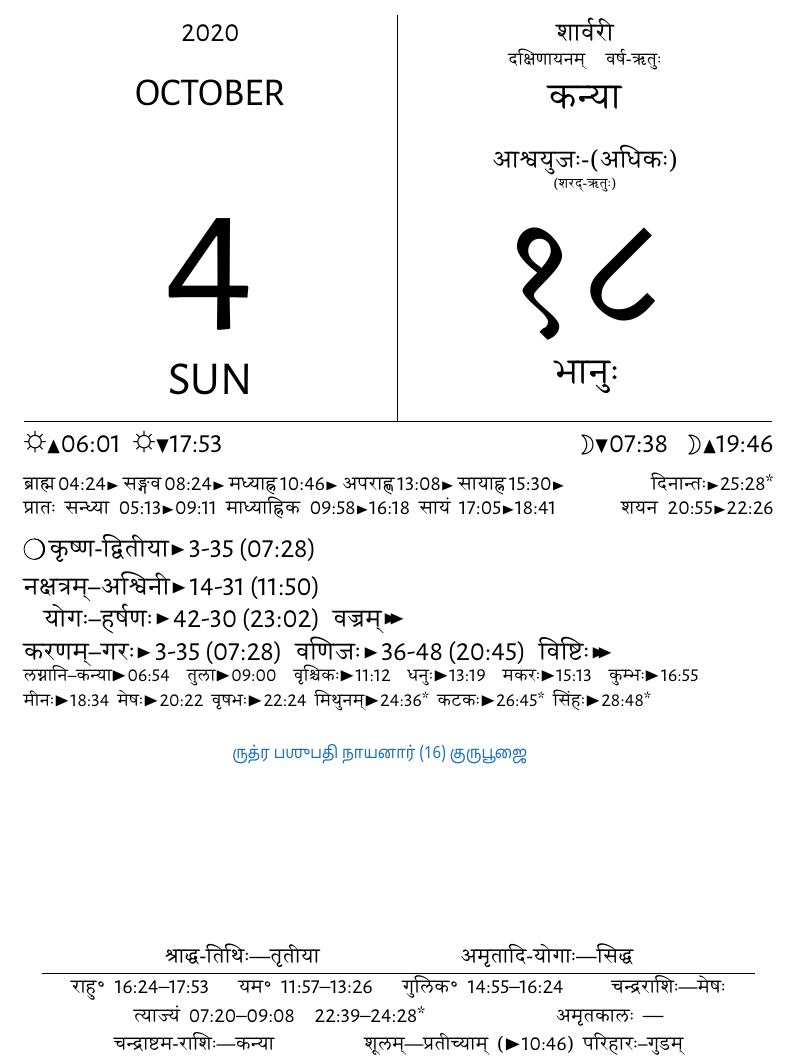 2020
OCTOBER
4
SUN
शार्वरी
दक्षिणायनम् वर्ष-ऋतुः
कन्या
आश्वयुजः-(अधिकः)
(शरद्-ऋतुः)
१८
भानुः
☼▲06:01 ☼▼17:53 ☽▼07:38 ☽▲19:46
ब्राह्म 04:24► सङ्गव 08:24► मध्याह्न 10:46► अपराह्ण 13:08► सायाह्न 15:30► दिनान्तः►25:28*
प्रातः सन्ध्या 05:13►09:11 माध्याह्निक 09:58►16:18 सायं 17:05►18:41 शयन 20:55►22:26
कृष्ण-द्वितीया►3-35 (07:28)
नक्षत्रम्–अश्विनी►14-31 (11:50)
योगः–हर्षणः►42-30 (23:02) वज्रम्►►
करणम्–गरः►3-35 (07:28) वणिजः►36-48 (20:45) विष्टिः►►
लग्नानि–कन्या►06:54 तुला►09:00 वृश्चिकः►11:12 धनुः►13:19 मकरः►15:13 कुम्भः►16:55
मीनः►18:34 मेषः►20:22 वृषभः►22:24 मिथुनम्►24:36* कटकः►26:45* सिंहः►28:48*
ருத்ர பஶுபதி நாயனார் (16) குருபூஜை
श्राद्ध-तिथिः—तृतीया अमृतादि-योगाः—सिद्ध
राहु॰ 16:24–17:53 यम॰ 11:57–13:26 गुलिक॰ 14:55–16:24 चन्द्रराशिः—मेषः
त्याज्यं 07:20–09:08 22:39–24:28* अमृतकालः —
चन्द्राष्टम-राशिः—कन्या शूलम्—प्रतीच्याम् (►10:46) परिहारः–गुडम्